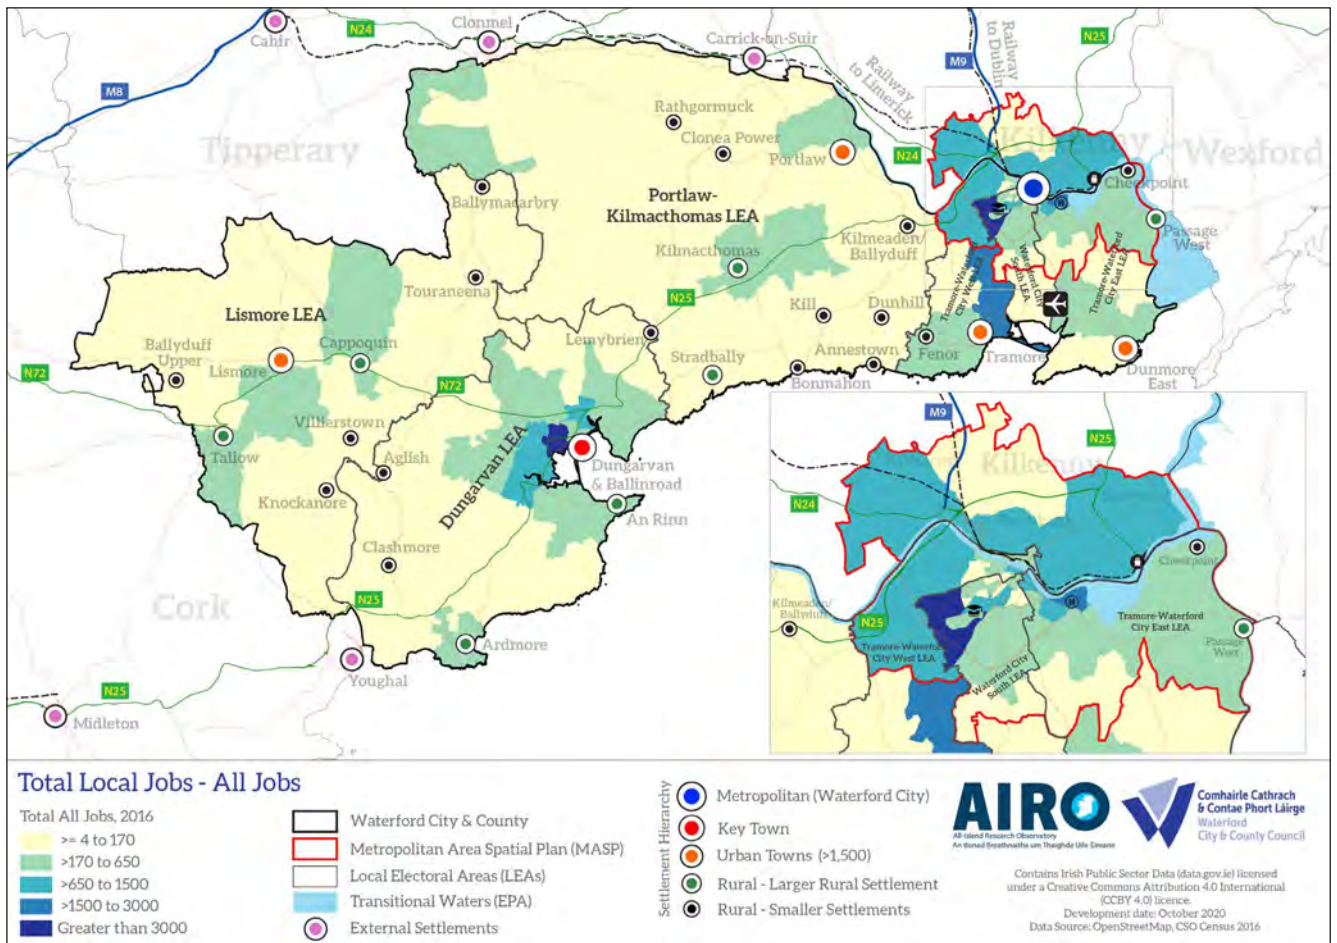 Cahir
N24
Clonmel
Carrick-on-Suir
Railway
to Limerick
M9
Railway
to Dublin
N25
M8
Tipperary
Rathgormuck
Clonea Power
Portlaw
N24
Kilkenny
Wexford
Cheekpoint
Ballymacarbry
Portlaw-
Kilmacthomas LEA
Kilmeaden/
Ballyduff
Passage
West
Kilmacthomas
Touraneena
N25
Tramore-Waterford
City West LEA
Waterford City
South LEA
Tramore-Waterford
City East LEA
Lismore LEA
Kill
Dunhill
Ballyduff
Upper
Lismore
Cappoquin
Lemybrien
Stradbally
Annestown
Fenor
Tramore
Dunmore
East
N72
N72
Bonmahon
Villierstown
Tallow
Aglish
Dungarvan LEA
Dungarvan
& Ballinroad
Knockanore
An Rinn
Clashmore
Cork
N25
Ardmore
Youghal
N25
Midleton
M9
N25
Kilkenny
N24
Cheekpoint
Kilmeaden/
Ballyduff
N25
H
Tramore-Waterford
City East LEA
Passage
West
Tramore-Waterford
City West LEA
Waterford City
South LEA
Total Local Jobs - All Jobs
Total All Jobs, 2016
>= 4 to 170
>170 to 650
>650 to 1500
>1500 to 3000
Greater than 3000
Waterford City & County
Metropolitan Area Spatial Plan (MASP)
Local Electoral Areas (LEAs)
Transitional Waters (EPA)
External Settlements
Settlement Hierarchy
Metropolitan (Waterford City)
Key Town
Urban Towns (>1,500)
Rural - Larger Rural Settlement
Rural - Smaller Settlements
AIRO
All-Island Research Observatory
An tIonad Breathnaithe um Thaighde Uile Éireann
Comhairle Cathrach
& Contae Phort Láirge
Waterford
City & County Council
Contains Irish Public Sector Data (data.gov.ie) licensed
under a Creative Commons Attribution 4.0 International
(CCBY 4.0) licence.
Development date: October 2020
Data Source: OpenStreetMap, CSO Census 2016